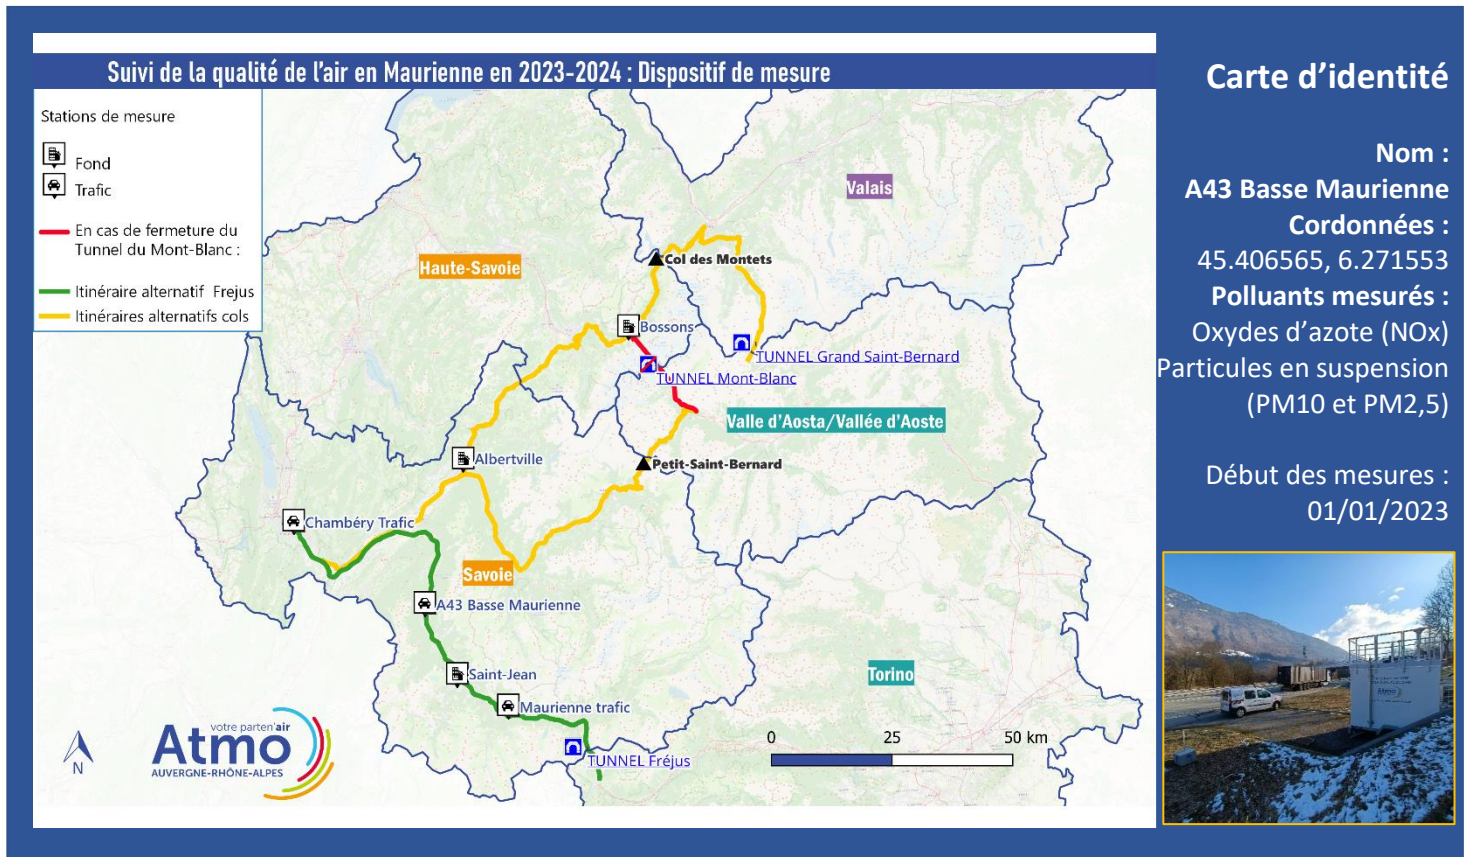 Suivi de la qualité de l'air en Maurienne en 2023-2024 : Dispositif de mesure
Stations de mesure
Fond
Trafic
En cas de fermeture du
Tunnel du Mont-Blanc :
Itinéraire alternatif Frejus
Itinéraires alternatifs cols
Valais
Haute-Savoie
Col des Montets
Bossons
TUNNEL Grand Saint-Bernard
TUNNEL Mont-Blanc
Valle d'Aosta/Vallée d'Aoste
Albertville
Petit-Saint-Bernard
Chambéry Trafic
Savoie
A43 Basse Maurienne
Saint-Jean
Torino
Maurienne trafic
TUNNEL Fréjus
0 25 50 km
N
votre parten'air
Atmo
AUVERGNE-RHÔNE-ALPES
Carte d'identité
Nom :
A43 Basse Maurienne
Cordonnées :
45.406565, 6.271553
Polluants mesurés :
Oxydes d'azote (NOx)
Particules en suspension
(PM10 et PM2,5)
Début des mesures :
01/01/2023
Atmo